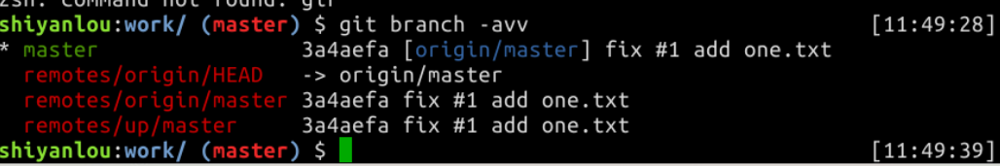 zsh: command not found: gir
shiyanlou:work/ (master) $ git branch -avv [11:49:28]
* master 3a4aefa [origin/master] fix #1 add one.txt
remotes/origin/HEAD -> origin/master
remotes/origin/master 3a4aefa fix #1 add one.txt
remotes/up/master 3a4aefa fix #1 add one.txt
shiyanlou:work/ (master) $ [11:49:39]